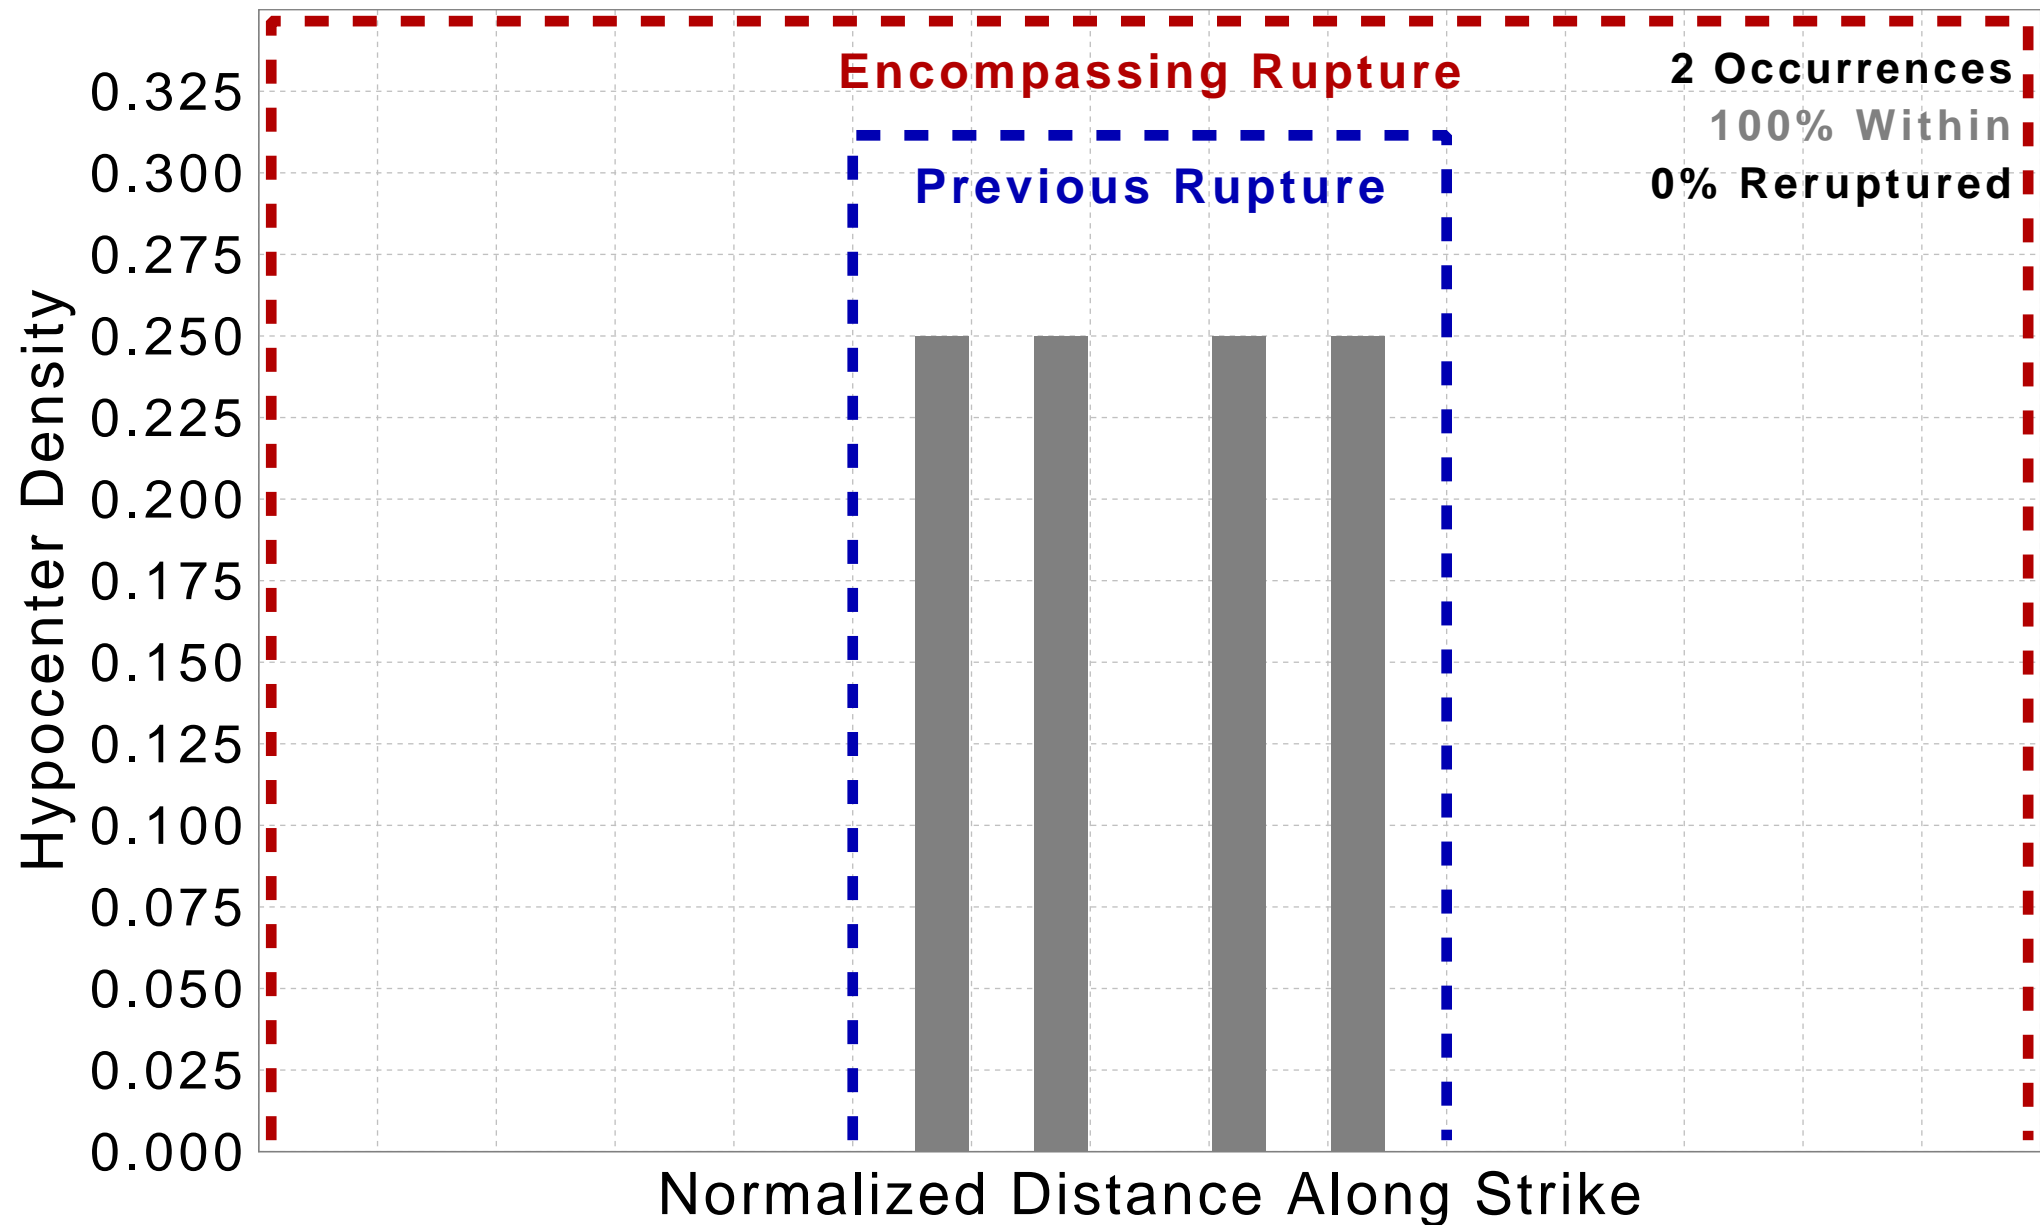 Encompassing Rupture
2 Occurrences
100% Within
0% Reruptured
Previous Rupture
0.325
0.300
0.275
0.250
0.225
0.200
0.175
0.150
0.125
0.100
0.075
0.050
0.025
0.000
Hypocenter Density
Normalized Distance Along Strike